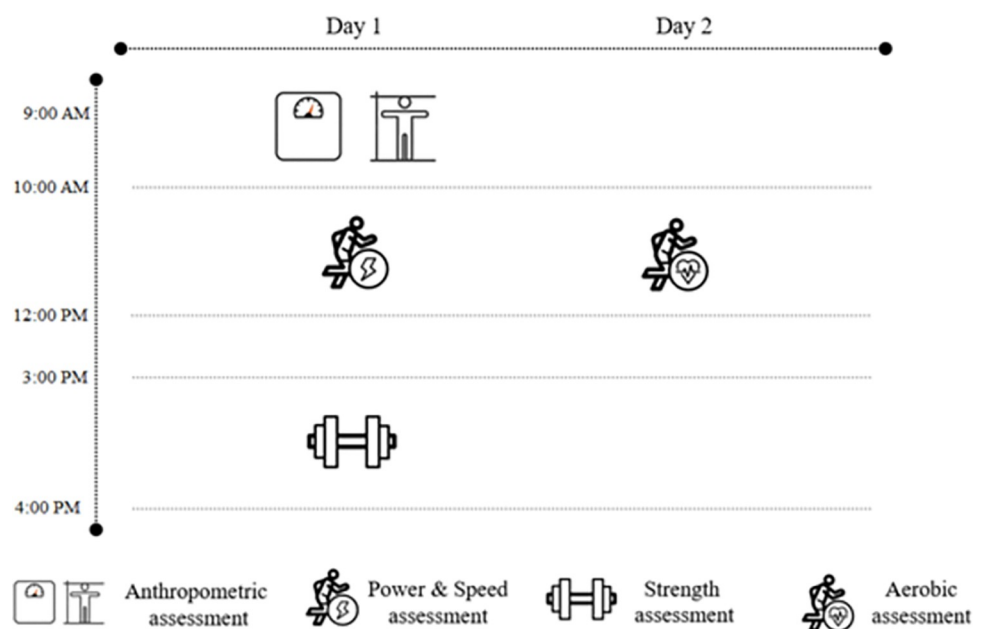 Day 1
Day 2
9:00 AM
10:00 AM
12:00 PM
3:00 PM
4:00 PM
Anthropometric
assessment
Power & Speed
assessment
Strength
assessment
Aerobic
assessment